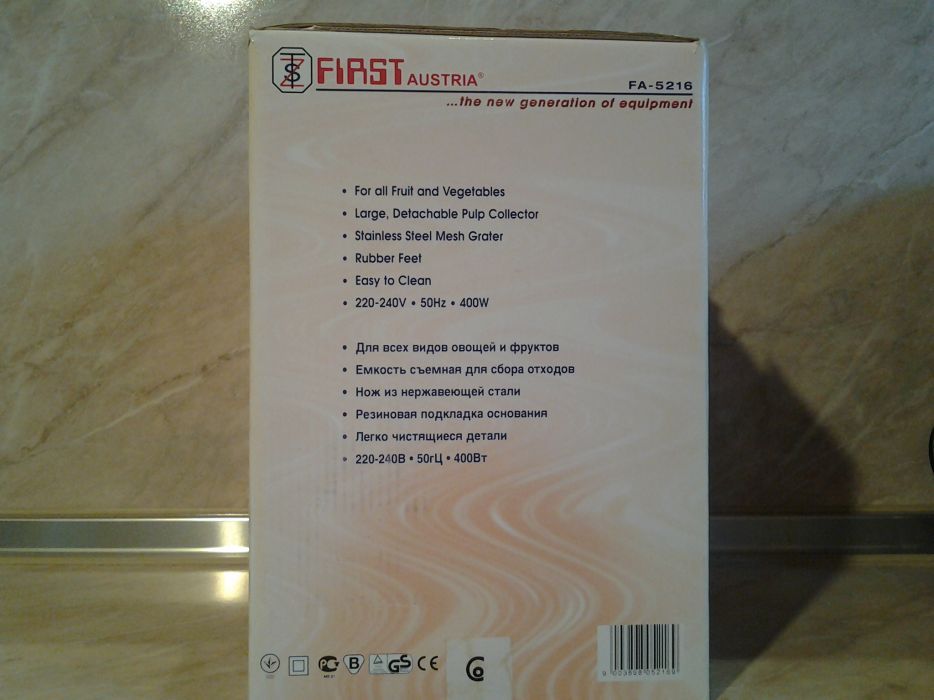 FIRST AUSTRIA®
FA-5216
...the new generation of equipment
• For all Fruit and Vegetables
• Large, Detachable Pulp Collector
• Stainless Steel Mesh Grater
• Rubber Feet
• Easy to Clean
• 220-240V • 50Hz • 400W
• Для всех видов овощей и фруктов
• Емкость съемная для сбора отходов
• Нож из нержавеющей стали
• Резиновая подкладка основания
• Легко чистящиеся детали
• 220-240В • 50гЦ • 400Вт
B GS CE
9 003898 052169